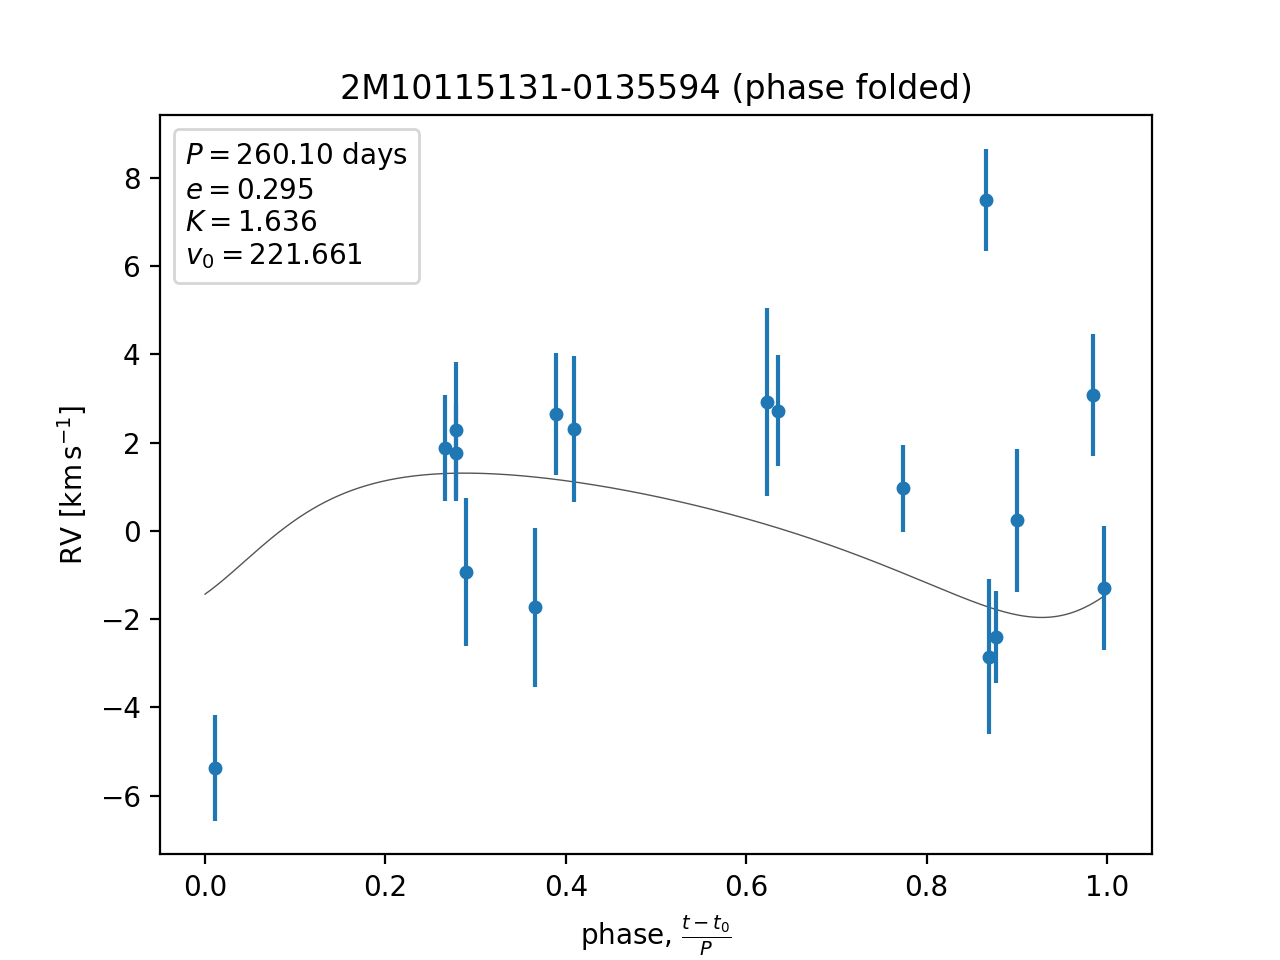 2M10115131-0135594 (phase folded)
P = 260.10 days
e = 0.295
K = 1.636
v₀ = 221.661
8
6
4
2
0
−2
−4
−6
RV [km s⁻¹]
0.0 0.2 0.4 0.6 0.8 1.0
phase, (t − t₀)/P